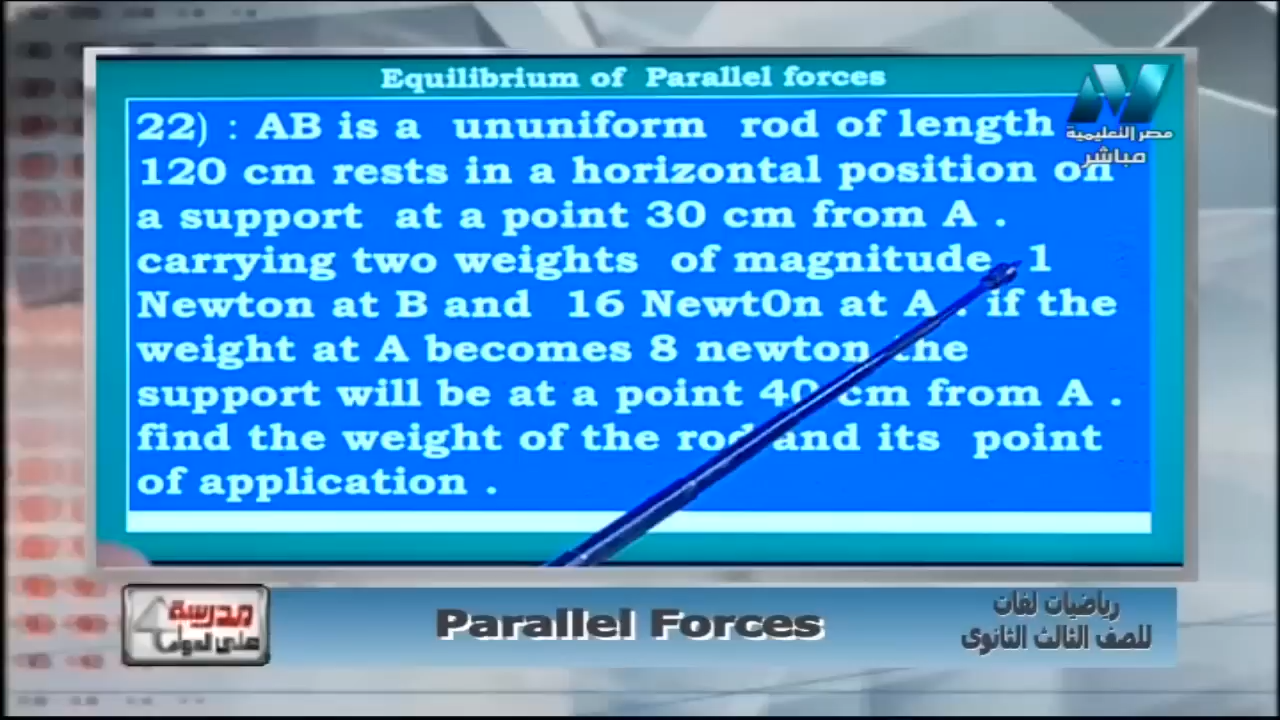 Equilibrium of Parallel forces
مصر التعليمية
مباشر
22) : AB is a ununiform rod of length
120 cm rests in a horizontal position on
a support at a point 30 cm from A .
carrying two weights of magnitude 1
Newton at B and 16 Newt0n at A . if the
weight at A becomes 8 newton the
support will be at a point 40 cm from A .
find the weight of the rod and its point
of application .
مدرسة
على الهواء
Parallel Forces
رياضيات لغات
للصف الثالث الثانوى